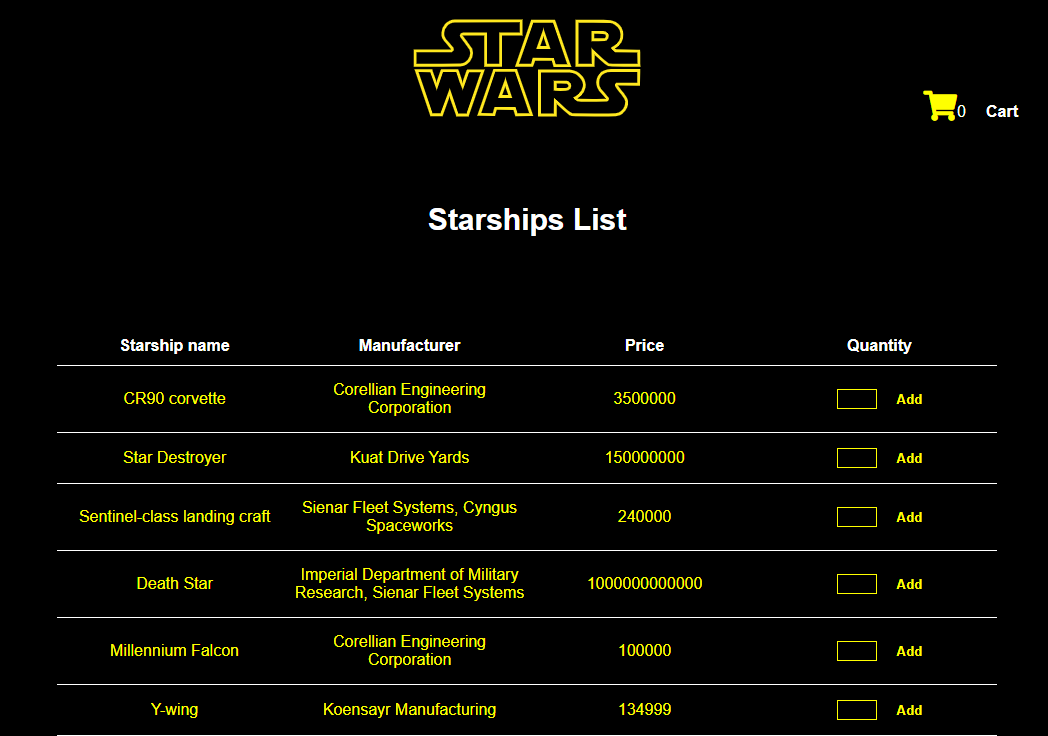 STAR
WARS
0 Cart
Starships List
Starship name Manufacturer Price Quantity
CR90 corvette Corellian Engineering Corporation 3500000 Add
Star Destroyer Kuat Drive Yards 150000000 Add
Sentinel-class landing craft Sienar Fleet Systems, Cyngus Spaceworks 240000 Add
Death Star Imperial Department of Military Research, Sienar Fleet Systems 1000000000000 Add
Millennium Falcon Corellian Engineering Corporation 100000 Add
Y-wing Koensayr Manufacturing 134999 Add